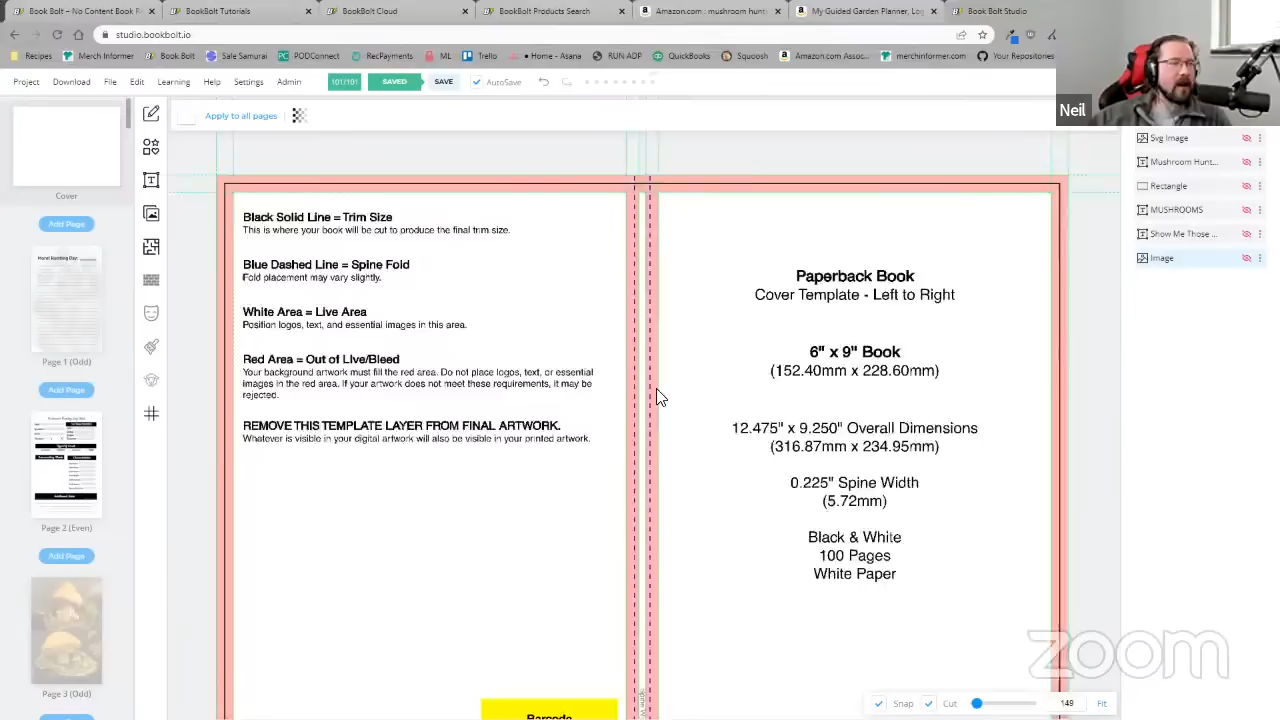 BookBolt – No Content Book R
BookBolt Tutorials
BookBolt Cloud
BookBolt Products Search
Amazon.com : mushroom hunt
My Guided Garden Planner, Lo
Book Bolt Studio
studio.bookbolt.io
Recipes
Merch Informer
Bolt
Sale Samurai
PODConnect
RecPayments
ML
Trello
• Home - Asana
RUN-ADP
QuickBooks
Squoosh
Amazon.com Assoc...
merchinformer.com
Your Repositories
Project
Download
File
Edit
Learning
Help
Settings
Admin
101/101
SAVED
SAVE
AutoSave
Neil
Apply to all pages
Cover
Add Page
Page 1 (Odd)
Add Page
Page 2 (Even)
Add Page
Page 3 (Odd)
Black Solid Line = Trim Size
This is where your book will be cut to produce the final trim size.
Blue Dashed Line = Spine Fold
Fold placement may vary slightly.
White Area = Live Area
Position logos, text, and essential images in this area.
Red Area = Out of Live/Bleed
Your background artwork must fill the red area. Do not place logos, text, or essential
images in the red area. If your artwork does not meet these requirements, it may be
rejected.
REMOVE THIS TEMPLATE LAYER FROM FINAL ARTWORK.
Whatever is visible in your digital artwork will also be visible in your printed artwork.
Barcode
Paperback Book
Cover Template - Left to Right
6" x 9" Book
(152.40mm x 228.60mm)
12.475" x 9.250" Overall Dimensions
(316.87mm x 234.95mm)
0.225" Spine Width
(5.72mm)
Black & White
100 Pages
White Paper
Svg Image
Mushroom Hunt...
Rectangle
MUSHROOMS
Show Me Those ...
Image
zoom
Snap
Cut
149
Fit